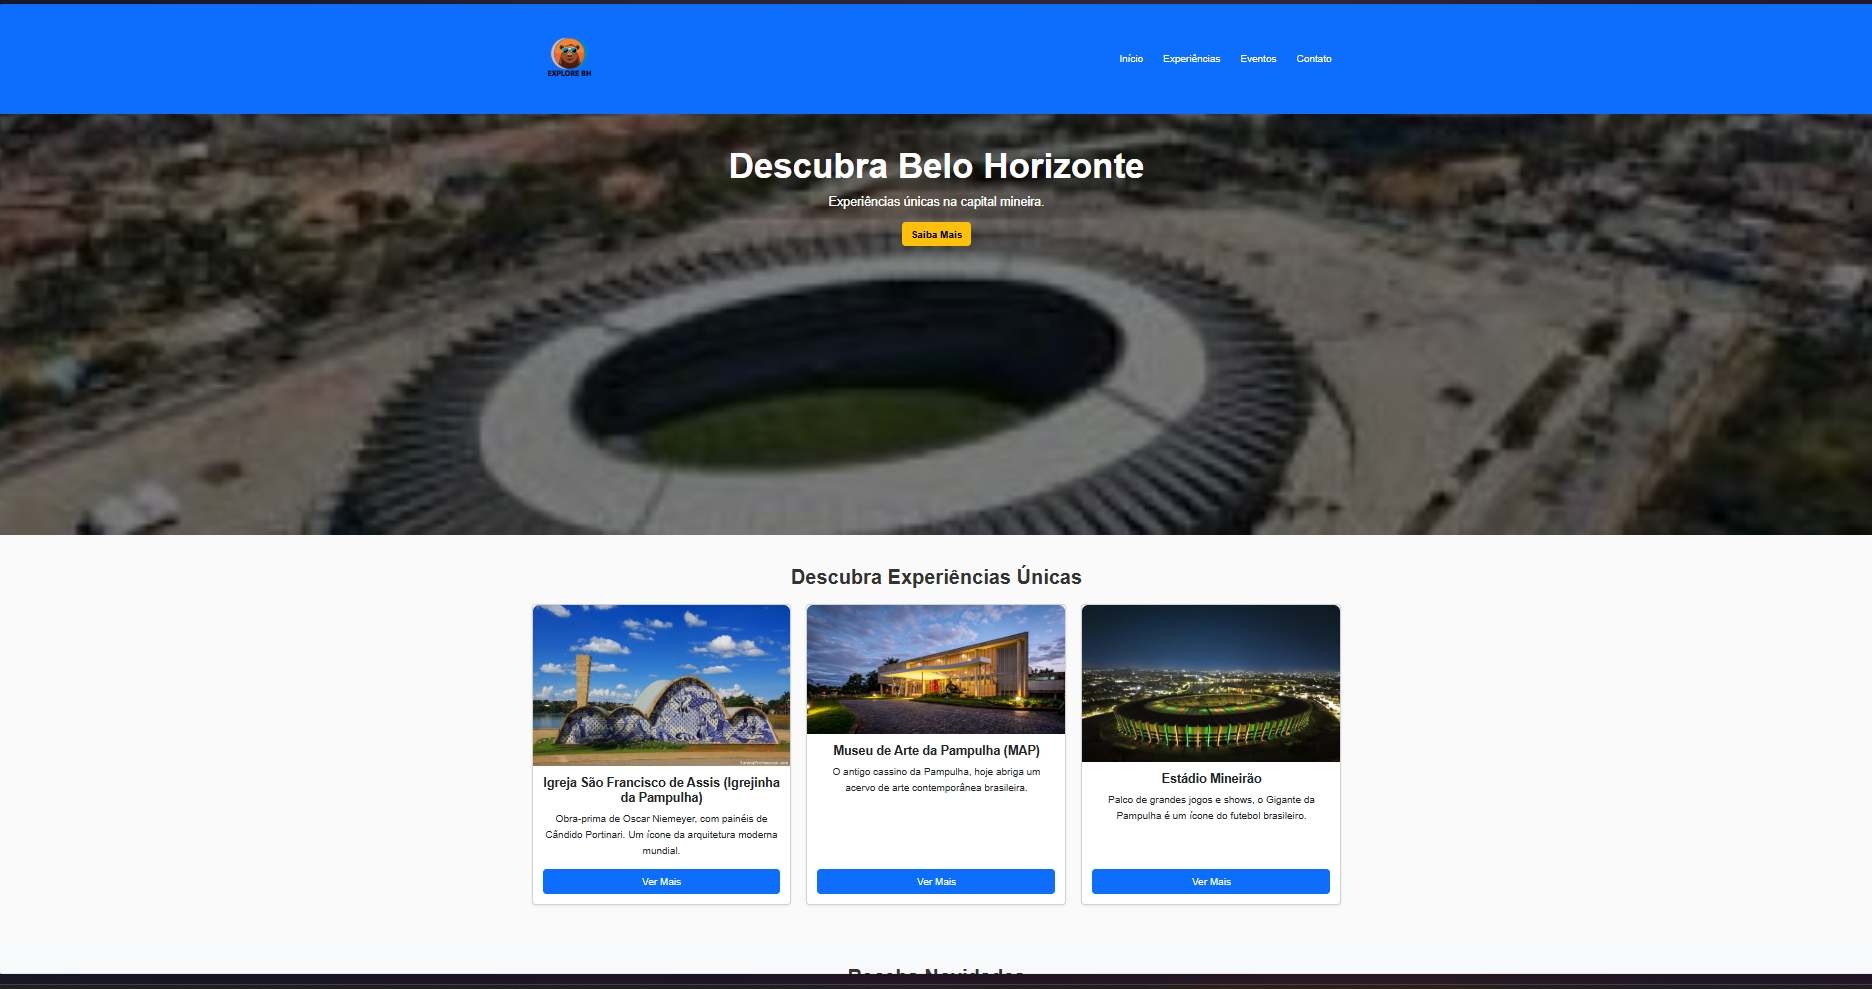 EXPLORE BH
Início Experiências Eventos Contato
Descubra Belo Horizonte
Experiências únicas na capital mineira.
Saiba Mais
Descubra Experiências Únicas
Igreja São Francisco de Assis (Igrejinha
da Pampulha)
Obra-prima de Oscar Niemeyer, com painéis de
Cândido Portinari. Um ícone da arquitetura moderna
mundial.
Ver Mais
Museu de Arte da Pampulha (MAP)
O antigo cassino da Pampulha, hoje abriga um
acervo de arte contemporânea brasileira.
Ver Mais
Estádio Mineirão
Palco de grandes jogos e shows, o Gigante da
Pampulha é um ícone do futebol brasileiro.
Ver Mais
Receba Novidades